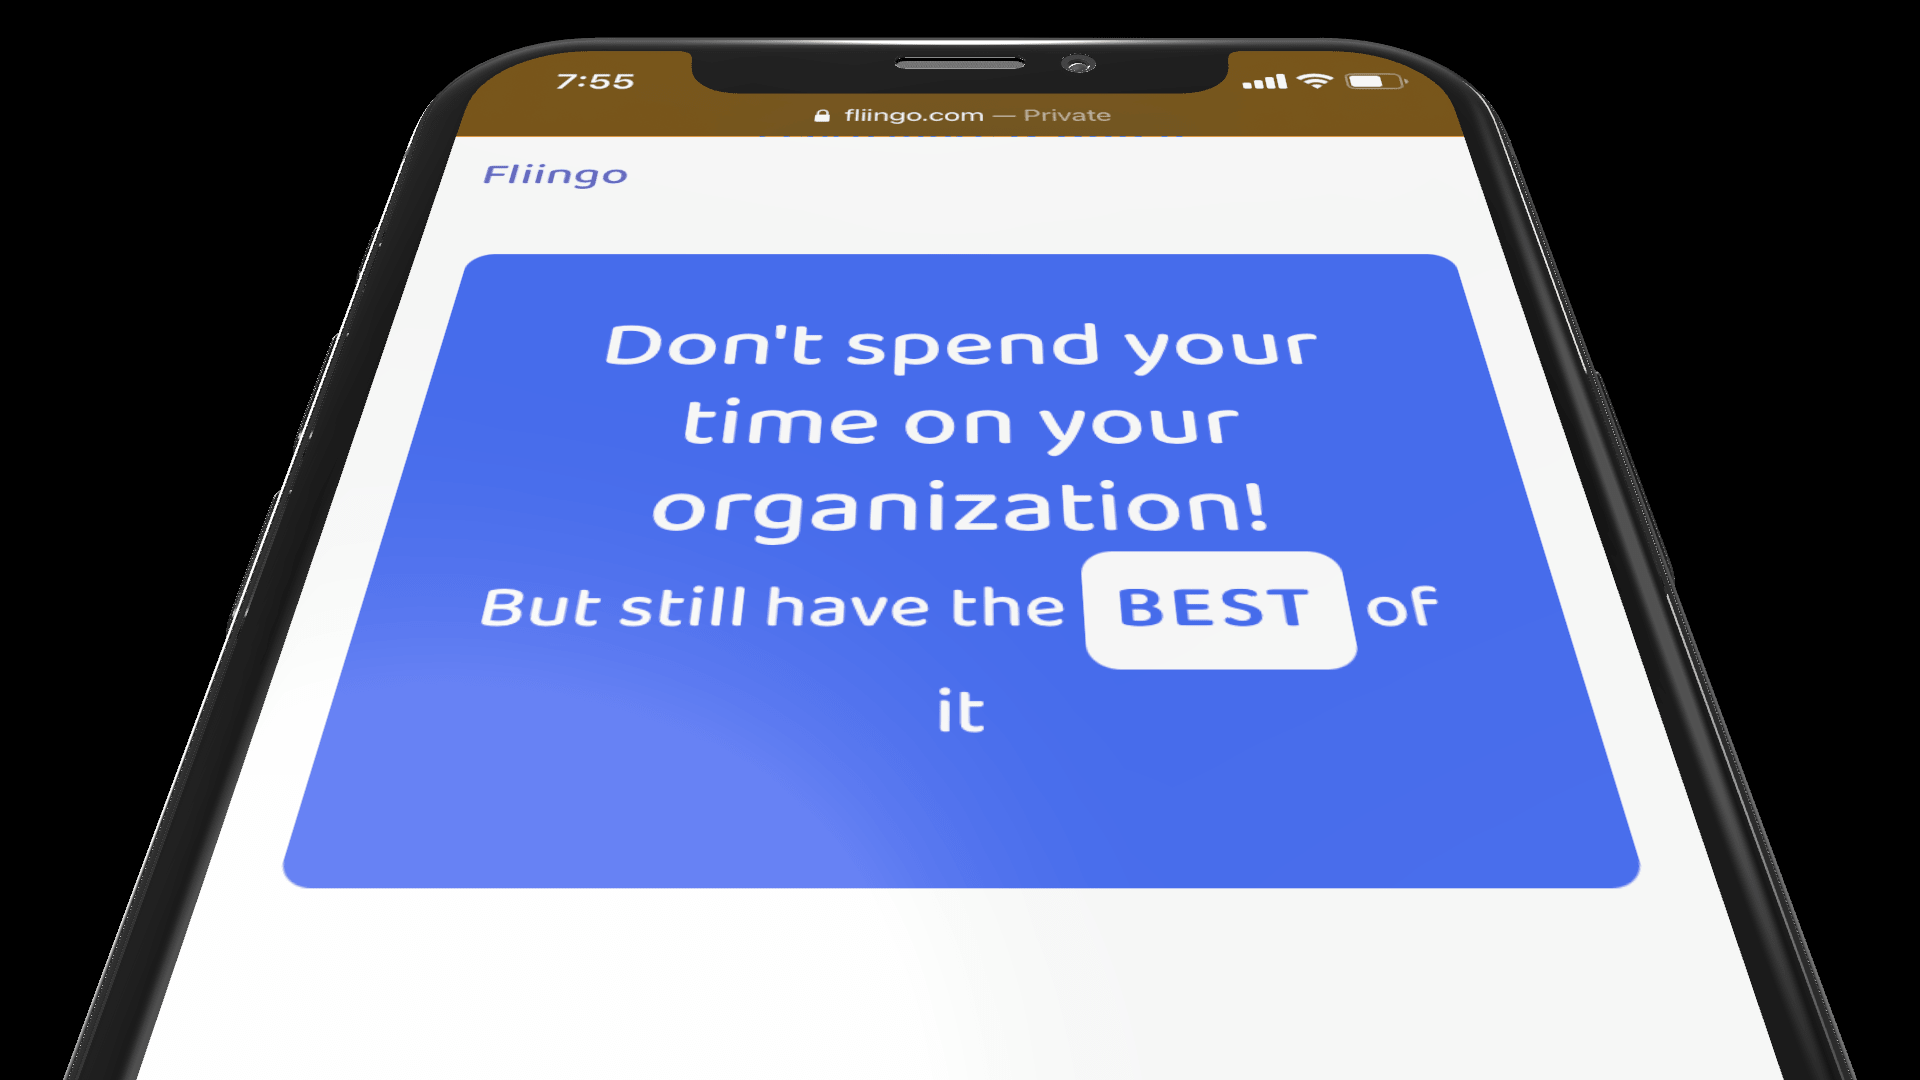 7:55
fliingo.com — Private
Fliingo
Don't spend your
time on your
organization!
But still have the BEST of
it